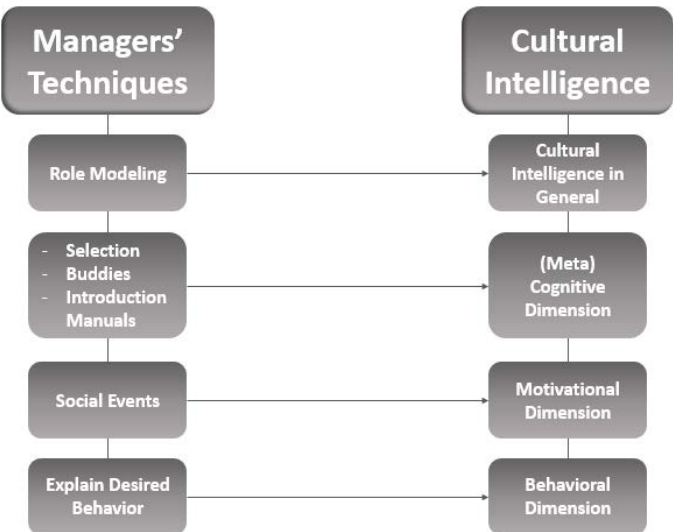 Managers’
Techniques
Cultural
Intelligence
Role Modeling
Cultural
Intelligence in
General
- Selection
- Buddies
- Introduction
Manuals
(Meta)
Cognitive
Dimension
Social Events
Motivational
Dimension
Explain Desired
Behavior
Behavioral
Dimension